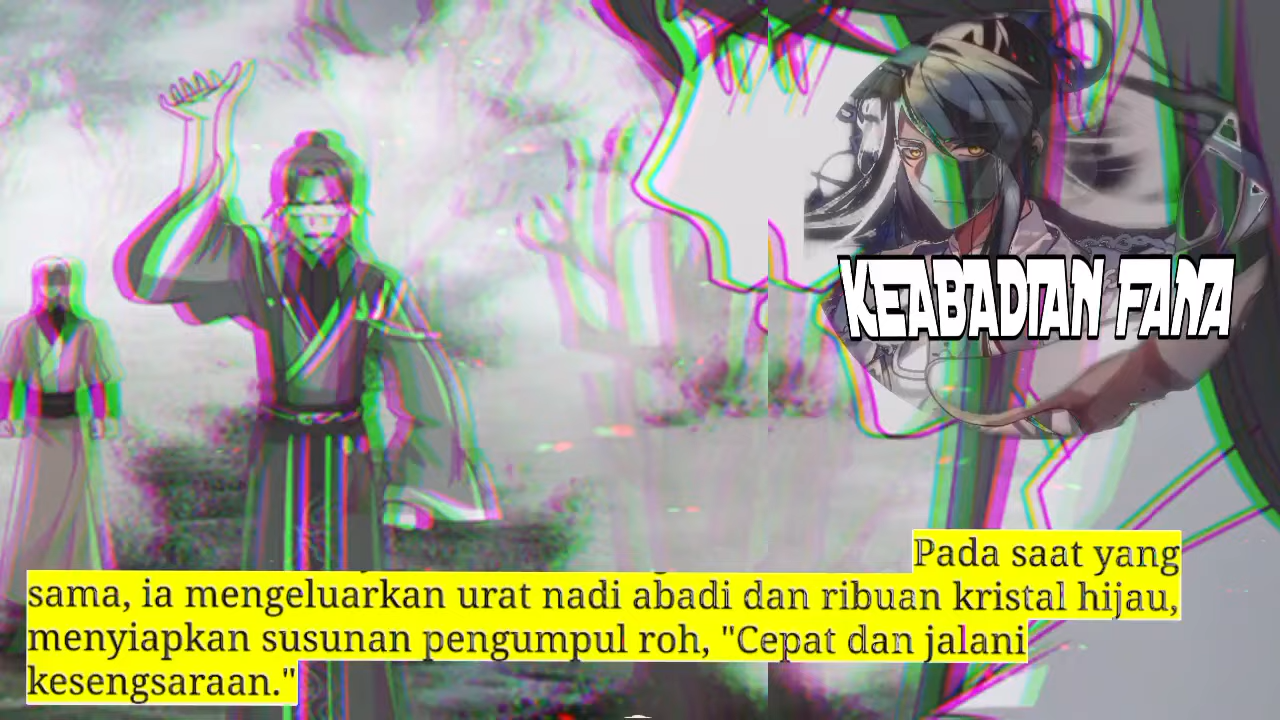 KEABADIAN FANA
Pada saat yang
sama, ia mengeluarkan urat nadi abadi dan ribuan kristal hijau,
menyiapkan susunan pengumpul roh, "Cepat dan jalani
kesengsaraan."